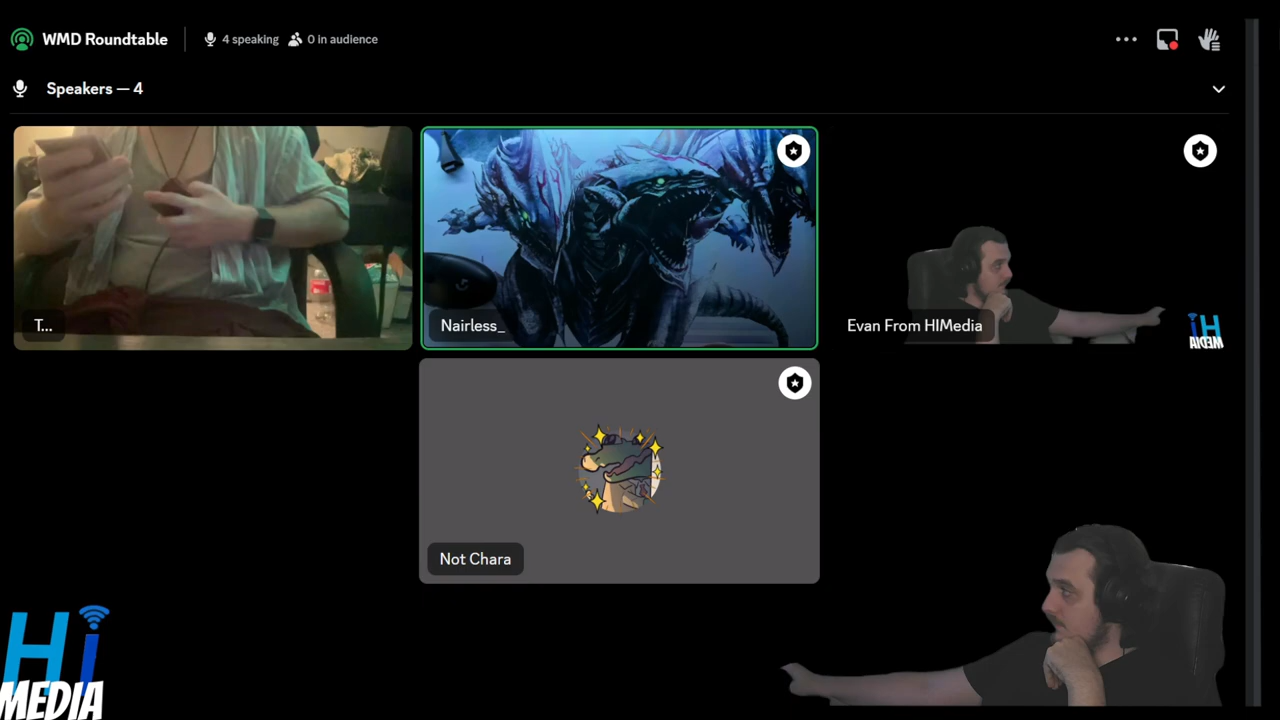 WMD Roundtable
4 speaking
0 in audience
Speakers — 4
T...
Nairless_
Evan From HIMedia
Hi
MEDIA
Not Chara
Hi
MEDIA